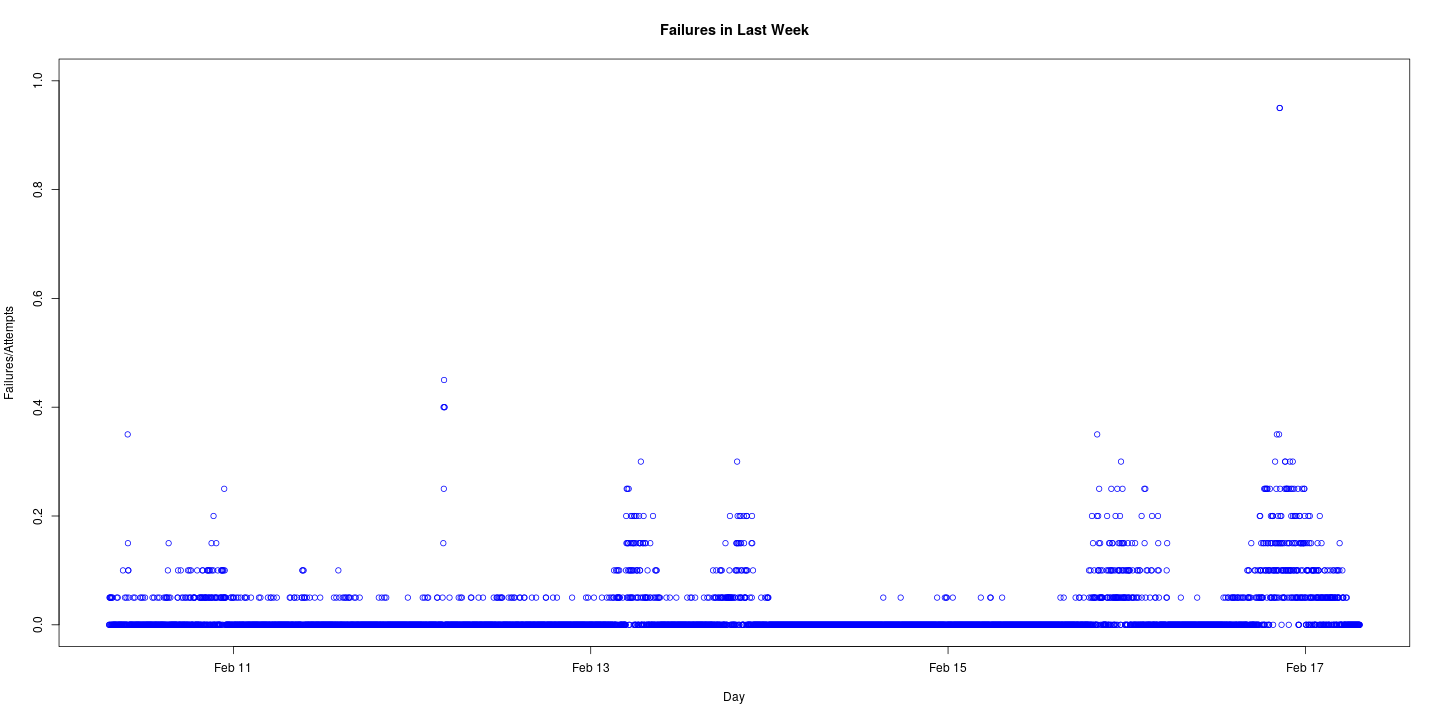 Failures in Last Week
Failures/Attempts
1.0
0.8
0.6
0.4
0.2
0.0
Feb 11
Feb 13
Feb 15
Feb 17
Day